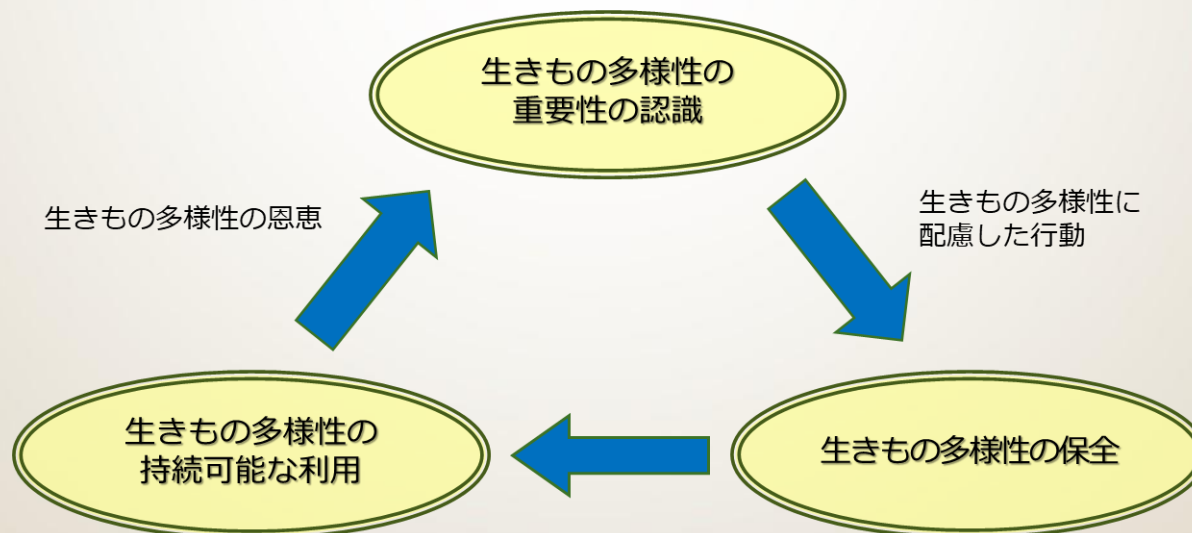 生きもの多様性の
重要性の認識
生きもの多様性の恩恵
生きもの多様性に
配慮した行動
生きもの多様性の
持続可能な利用
生きもの多様性の保全